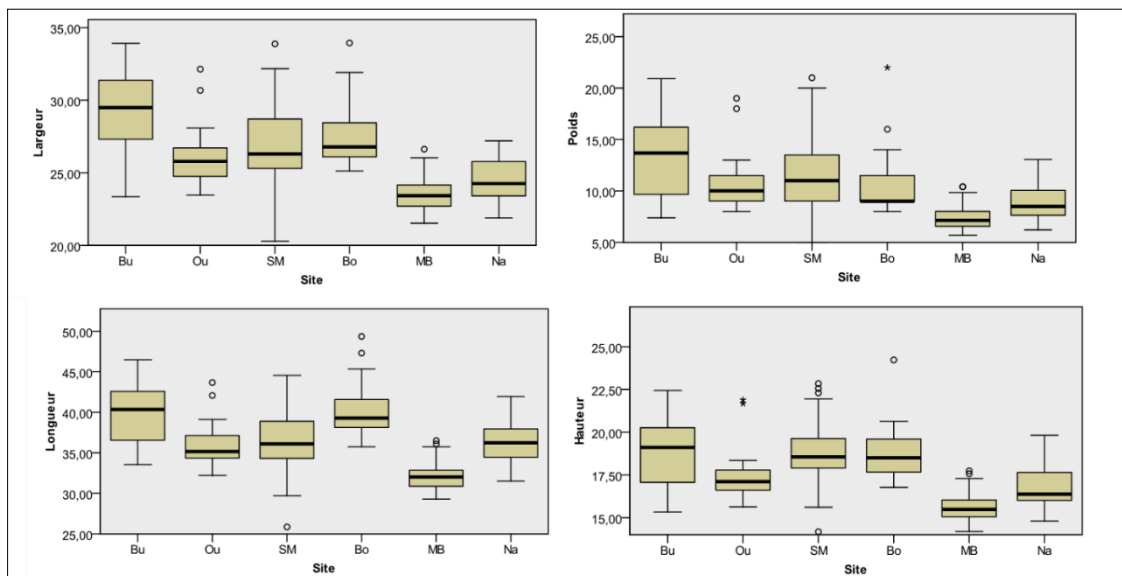 Largeur
35,00
30,00
25,00
20,00
Bu Ou SM Bo MB Na
Site
Poids
25,00
20,00
15,00
10,00
5,00
Bu Ou SM Bo MB Na
Site
Longueur
50,00
45,00
40,00
35,00
30,00
25,00
Bu Ou SM Bo MB Na
Site
Hauteur
25,00
22,50
20,00
17,50
15,00
Bu Ou SM Bo MB Na
Site